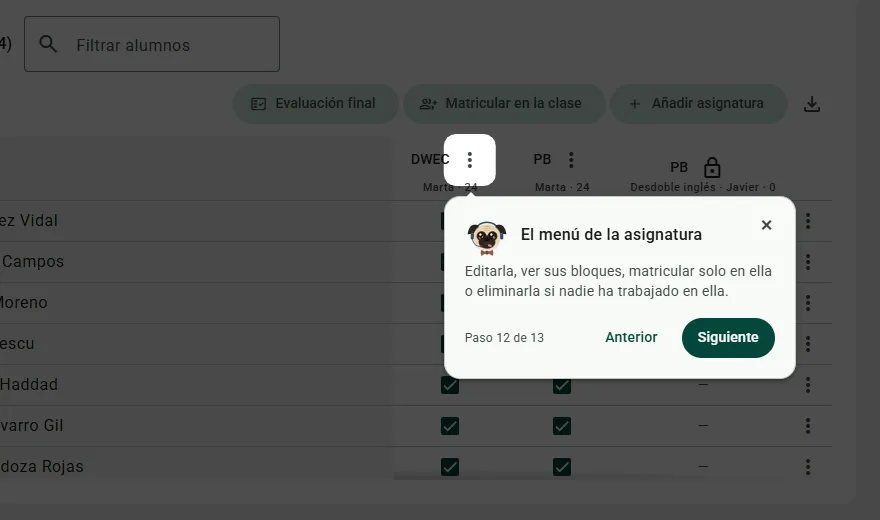 4)
Filtrar alumnos
Evaluación final
Matricular en la clase
+ Añadir asignatura
DWEC
PB
PB
Marta · 24
Marta · 24
Desdoble inglés · Javier · 0
ez Vidal
Campos
Moreno
escu
Haddad
varro Gil
doza Rojas
El menú de la asignatura
×
Editarla, ver sus bloques, matricular solo en ella
o eliminarla si nadie ha trabajado en ella.
Paso 12 de 13
Anterior
Siguiente
–
–
–